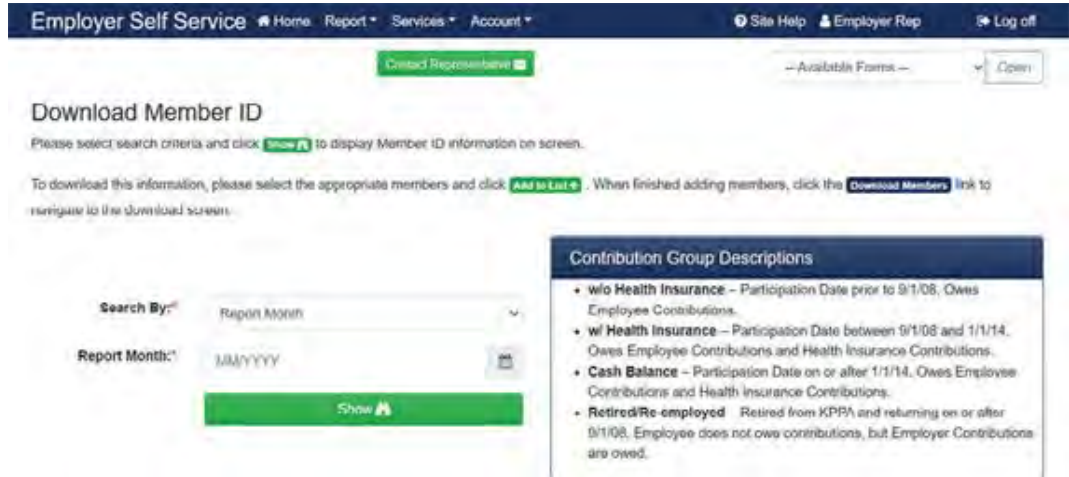 Employer Self Service Home Report Services Account Site Help Employer Rep Log off
Contact Representative -- Available Forms -- Open
Download Member ID
Please select search criteria and click Show to display Member ID information on screen.
To download this information, please select the appropriate members and click Add to List + . When finished adding members, click the Download Members link to
navigate to the download screen.
Search By:*
Report Month
Report Month:*
MM/YYYY
Show
Contribution Group Descriptions
• w/o Health Insurance – Participation Date prior to 9/1/08. Owes
Employee Contributions.
• w/ Health Insurance – Participation Date between 9/1/08 and 1/1/14.
Owes Employee Contributions and Health Insurance Contributions.
• Cash Balance – Participation Date on or after 1/1/14. Owes Employee
Contributions and Health Insurance Contributions.
• Retired/Re-employed – Retired from KPPA and returning on or after
9/1/08. Employee does not owe contributions, but Employer Contributions
are owed.